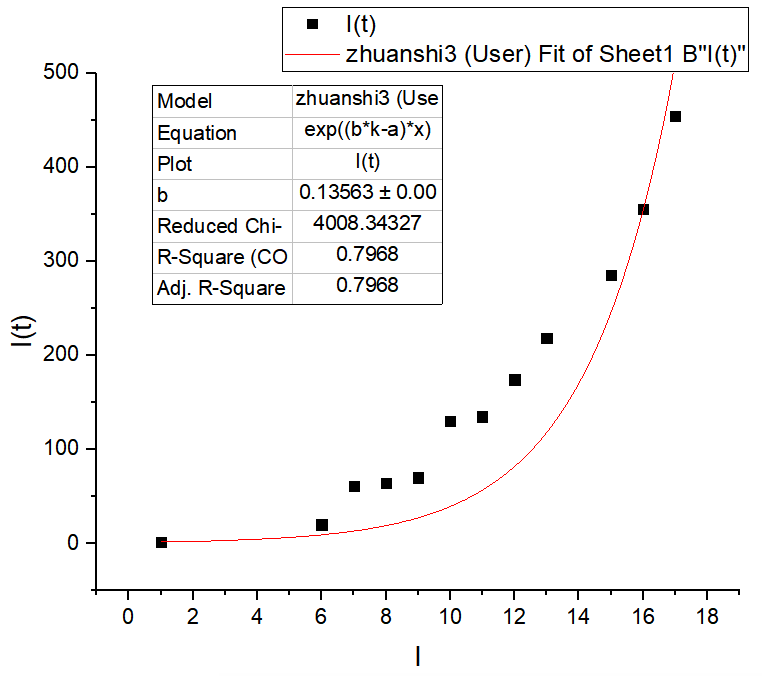 I(t)
zhuanshi3 (User) Fit of Sheet1 B"I(t)"
Model zhuanshi3 (Use
Equation exp((b*k-a)*x)
Plot I(t)
b 0.13563 ± 0.00
Reduced Chi- 4008.34327
R-Square (CO 0.7968
Adj. R-Square 0.7968
500
400
300
200
100
0
I(t)
0 2 4 6 8 10 12 14 16 18
I